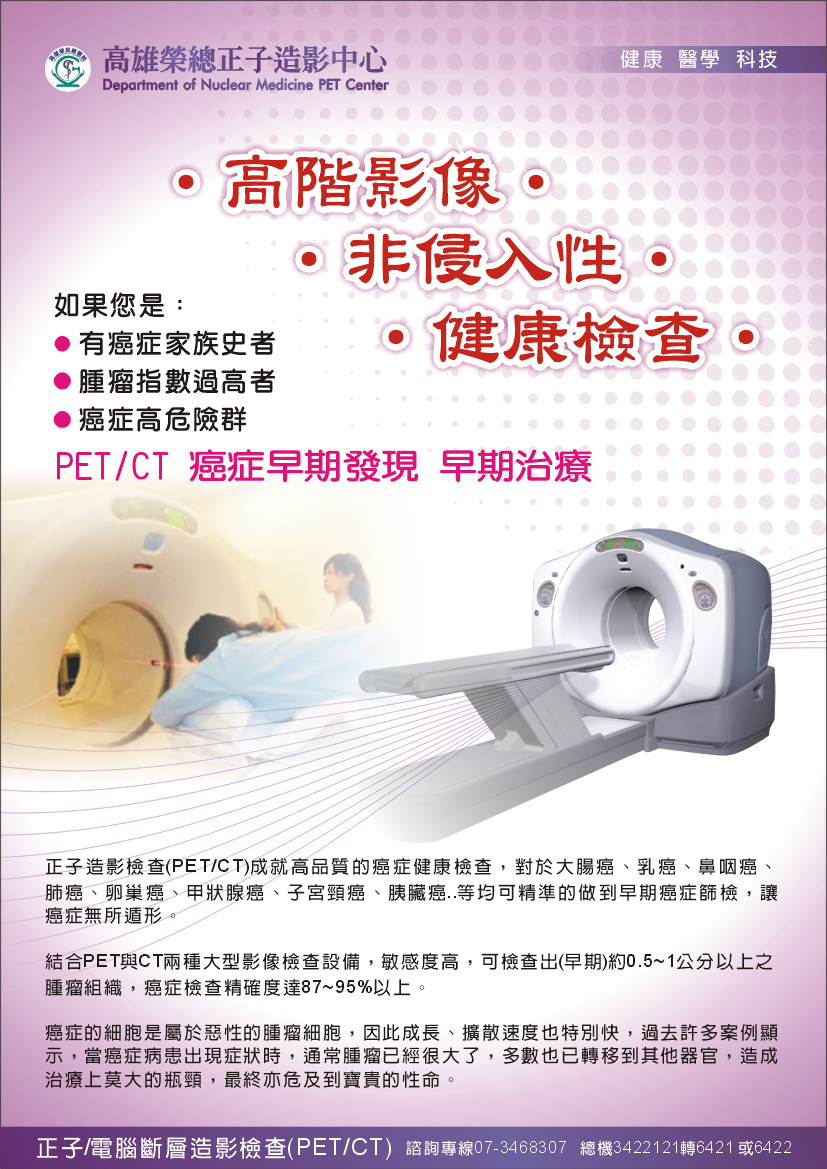 高雄榮總正子造影中心
Department of Nuclear Medicine PET Center
健康 醫學 科技
·高階影像·
·非侵入性·
·健康檢查·
如果您是：
● 有癌症家族史者
● 腫瘤指數過高者
● 癌症高危險群
PET/CT 癌症早期發現 早期治療
正子造影檢查(PET/CT)成就高品質的癌症健康檢查，對於大腸癌、乳癌、鼻咽癌、
肺癌、卵巢癌、甲狀腺癌、子宮頸癌、胰臟癌..等均可精準的做到早期癌症篩檢，讓
癌症無所遁形。
結合PET與CT兩種大型影像檢查設備，敏感度高，可檢查出(早期)約0.5~1公分以上之
腫瘤組織，癌症檢查精確度達87~95%以上。
癌症的細胞是屬於惡性的腫瘤細胞，因此成長、擴散速度也特別快，過去許多案例顯
示，當癌症病患出現症狀時，通常腫瘤已經很大了，多數也已轉移到其他器官，造成
治療上莫大的瓶頸，最終亦危及到寶貴的性命。
正子/電腦斷層造影檢查(PET/CT) 諮詢專線07-3468307 總機3422121轉6421或6422